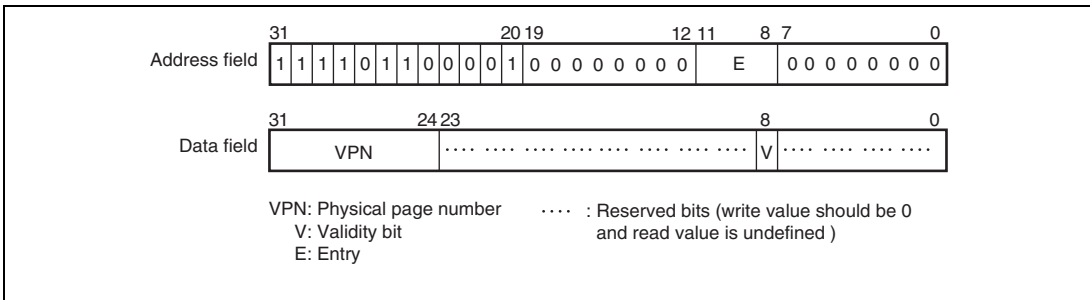 31 20 19 12 11 8 7 0
Address field 1 1 1 1 0 1 1 0 0 0 0 1 0 0 0 0 0 0 0 0 E 0 0 0 0 0 0 0 0
31 24 23 8 0
Data field VPN .... .... .... .... .... .... .... .... V .... .... .... ....
VPN: Physical page number .... : Reserved bits (write value should be 0
V: Validity bit and read value is undefined )
E: Entry